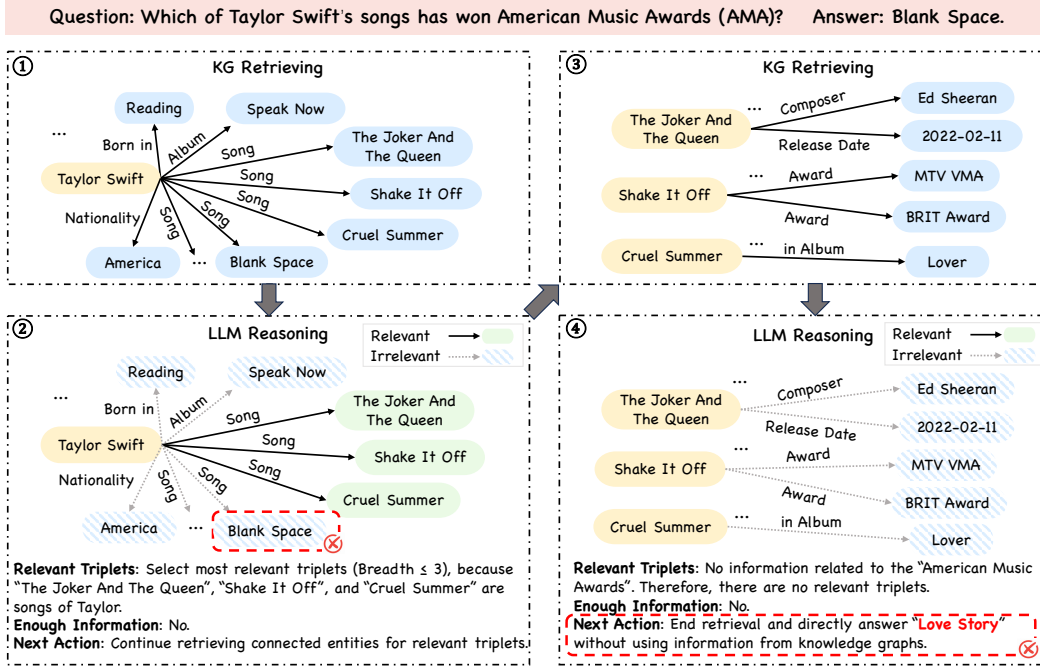 Question: Which of Taylor Swift's songs has won American Music Awards (AMA)? Answer: Blank Space.
①
KG Retrieving
Reading
Speak Now
...
Born in
Album
Song
The Joker And
The Queen
Taylor Swift
Song
Shake It Off
Nationality
Song
Song
Song
Cruel Summer
America
...
Blank Space
②
LLM Reasoning
Relevant
Irrelevant
Reading
Speak Now
...
Born in
Album
Song
The Joker And
The Queen
Taylor Swift
Song
Shake It Off
Nationality
Song
Song
Song
Cruel Summer
America
...
Blank Space
Relevant Triplets: Select most relevant triplets (Breadth ≤ 3), because
"The Joker And The Queen", "Shake It Off", and "Cruel Summer" are
songs of Taylor.
Enough Information: No.
Next Action: Continue retrieving connected entities for relevant triplets.
③
KG Retrieving
...
Composer
Ed Sheeran
The Joker And
The Queen
Release Date
2022-02-11
...
Award
MTV VMA
Shake It Off
Award
BRIT Award
...
in Album
Cruel Summer
Lover
④
LLM Reasoning
Relevant
Irrelevant
...
Composer
Ed Sheeran
The Joker And
The Queen
Release Date
2022-02-11
...
Award
MTV VMA
Shake It Off
Award
BRIT Award
...
in Album
Cruel Summer
Lover
Relevant Triplets: No information related to the "American Music
Awards". Therefore, there are no relevant triplets.
Enough Information: No.
Next Action: End retrieval and directly answer "Love Story"
without using information from knowledge graphs.